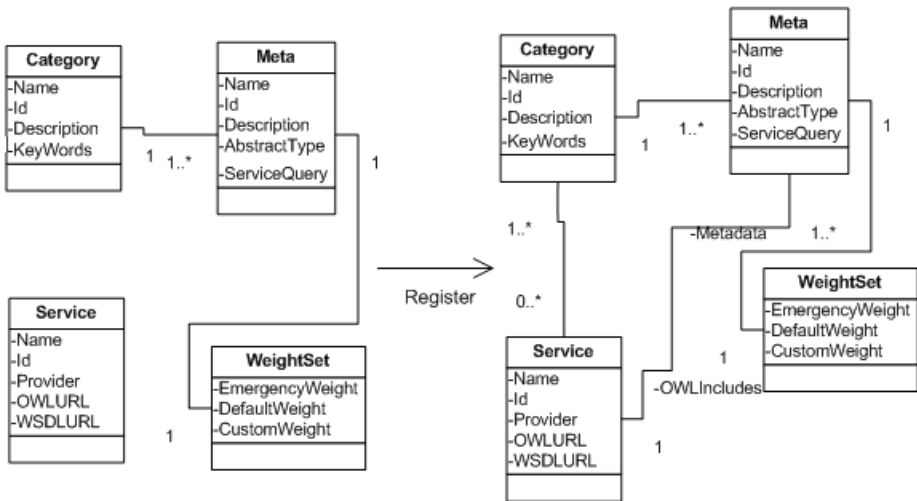 Category
-Name
-Id
-Description
-KeyWords
Meta
-Name
-Id
-Description
-AbstractType
-ServiceQuery
1
1..*
1
Service
-Name
-Id
-Provider
-OWLURL
-WSDLURL
WeightSet
-EmergencyWeight
-DefaultWeight
-CustomWeight
1
Register
Category
-Name
-Id
-Description
-KeyWords
Meta
-Name
-Id
-Description
-AbstractType
-ServiceQuery
1
1..*
1
1..*
-Metadata
1..*
0..*
WeightSet
-EmergencyWeight
-DefaultWeight
-CustomWeight
1
Service
-Name
-Id
-Provider
-OWLURL
-WSDLURL
-OWLIncludes
1